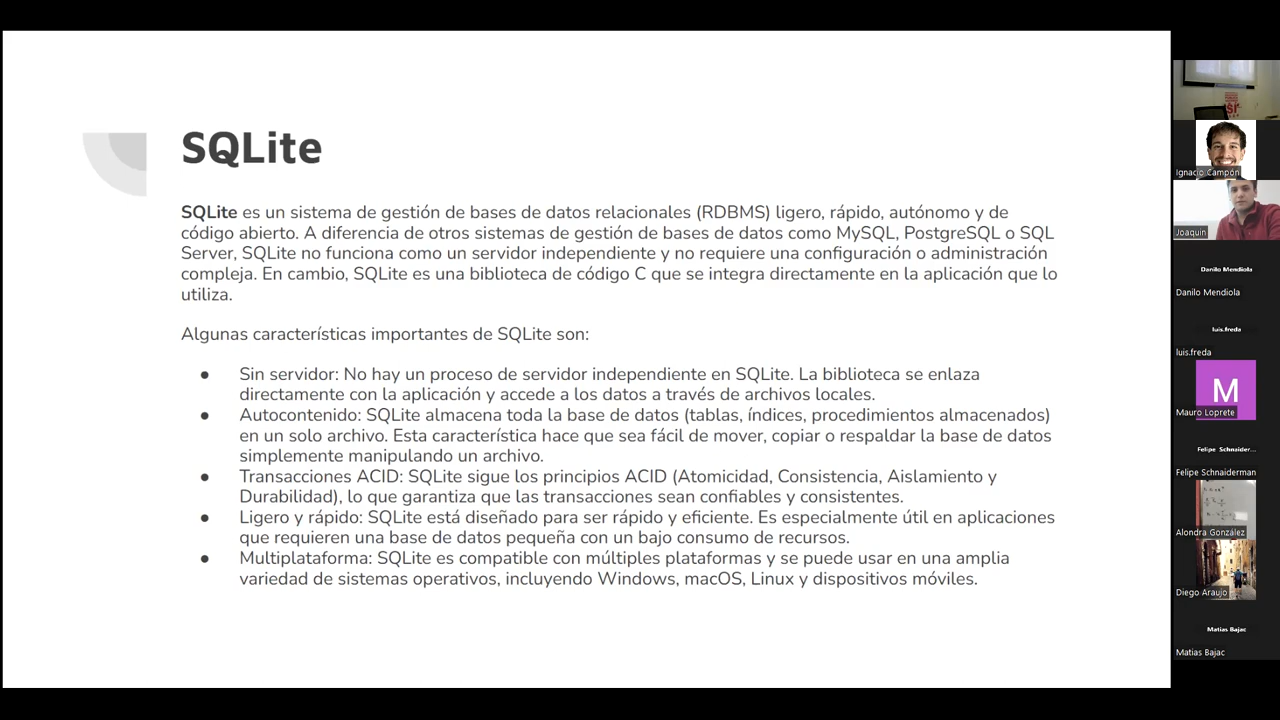 SQLite
SQLite es un sistema de gestión de bases de datos relacionales (RDBMS) ligero, rápido, autónomo y de
código abierto. A diferencia de otros sistemas de gestión de bases de datos como MySQL, PostgreSQL o SQL
Server, SQLite no funciona como un servidor independiente y no requiere una configuración o administración
compleja. En cambio, SQLite es una biblioteca de código C que se integra directamente en la aplicación que lo
utiliza.
Algunas características importantes de SQLite son:
● Sin servidor: No hay un proceso de servidor independiente en SQLite. La biblioteca se enlaza
directamente con la aplicación y accede a los datos a través de archivos locales.
● Autocontenido: SQLite almacena toda la base de datos (tablas, índices, procedimientos almacenados)
en un solo archivo. Esta característica hace que sea fácil de mover, copiar o respaldar la base de datos
simplemente manipulando un archivo.
● Transacciones ACID: SQLite sigue los principios ACID (Atomicidad, Consistencia, Aislamiento y
Durabilidad), lo que garantiza que las transacciones sean confiables y consistentes.
● Ligero y rápido: SQLite está diseñado para ser rápido y eficiente. Es especialmente útil en aplicaciones
que requieren una base de datos pequeña con un bajo consumo de recursos.
● Multiplataforma: SQLite es compatible con múltiples plataformas y se puede usar en una amplia
variedad de sistemas operativos, incluyendo Windows, macOS, Linux y dispositivos móviles.
Ignacio Campón
Joaquin
Danilo Mendiola
Danilo Mendiola
luis.freda
luis.freda
M
Mauro Loprete
Felipe Schnaider...
Felipe Schnaiderman
Alondra González
Diego Araujo
Matias Bajac
Matias Bajac